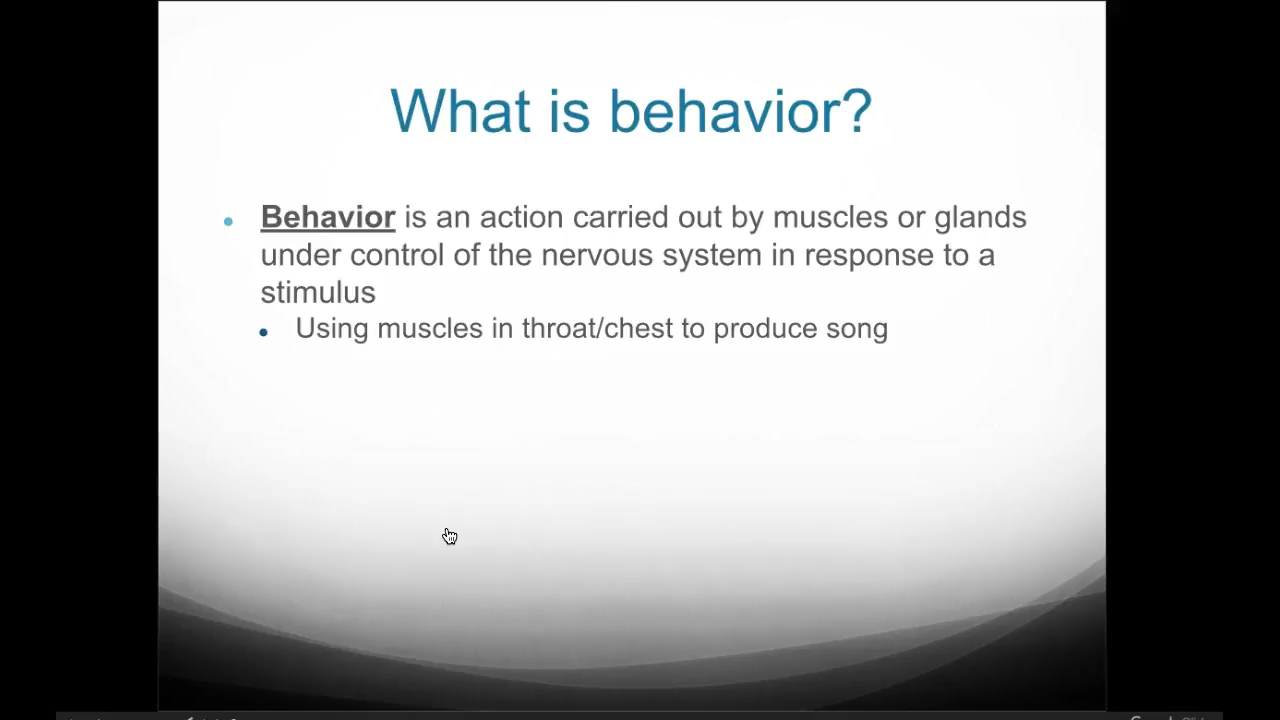 What is behavior?
Behavior is an action carried out by muscles or glands
under control of the nervous system in response to a
stimulus
Using muscles in throat/chest to produce song